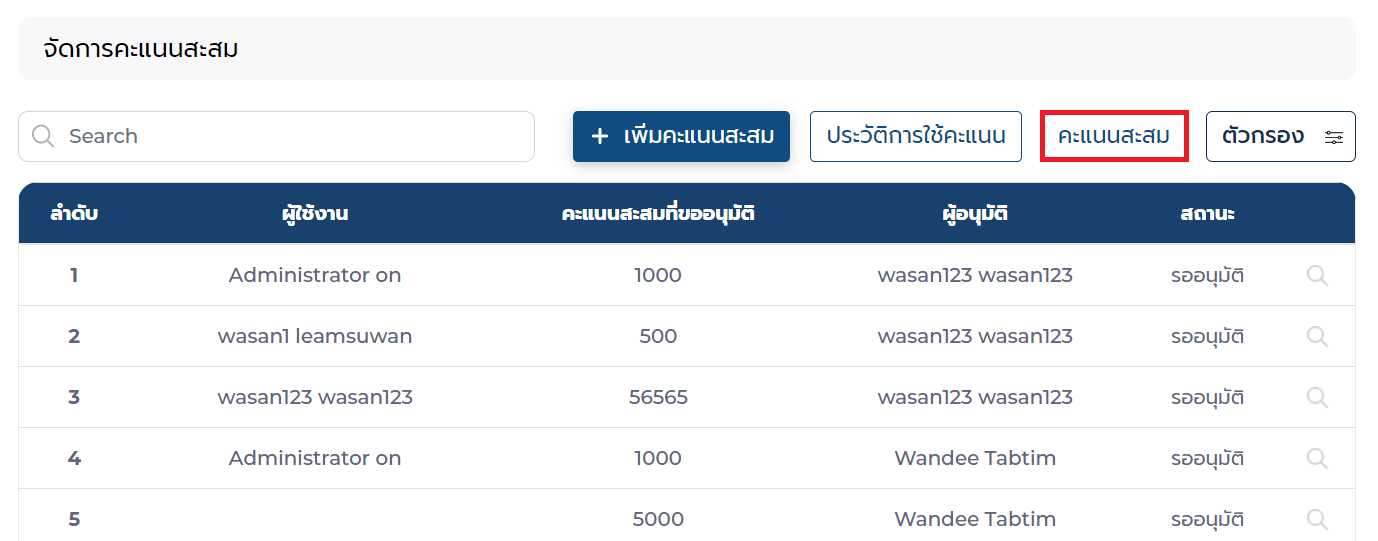 จัดการคะแนนสะสม
Search + เพิ่มคะแนนสะสม ประวัติการใช้คะแนน คะแนนสะสม ตัวกรอง
ลำดับ ผู้ใช้งาน คะแนนสะสมที่ขออนุมัติ ผู้อนุมัติ สถานะ
1 Administrator on 1000 wasan123 wasan123 รออนุมัติ
2 wasan1 leamsuwan 500 wasan123 wasan123 รออนุมัติ
3 wasan123 wasan123 56565 wasan123 wasan123 รออนุมัติ
4 Administrator on 1000 Wandee Tabtim รออนุมัติ
5 5000 Wandee Tabtim รออนุมัติ